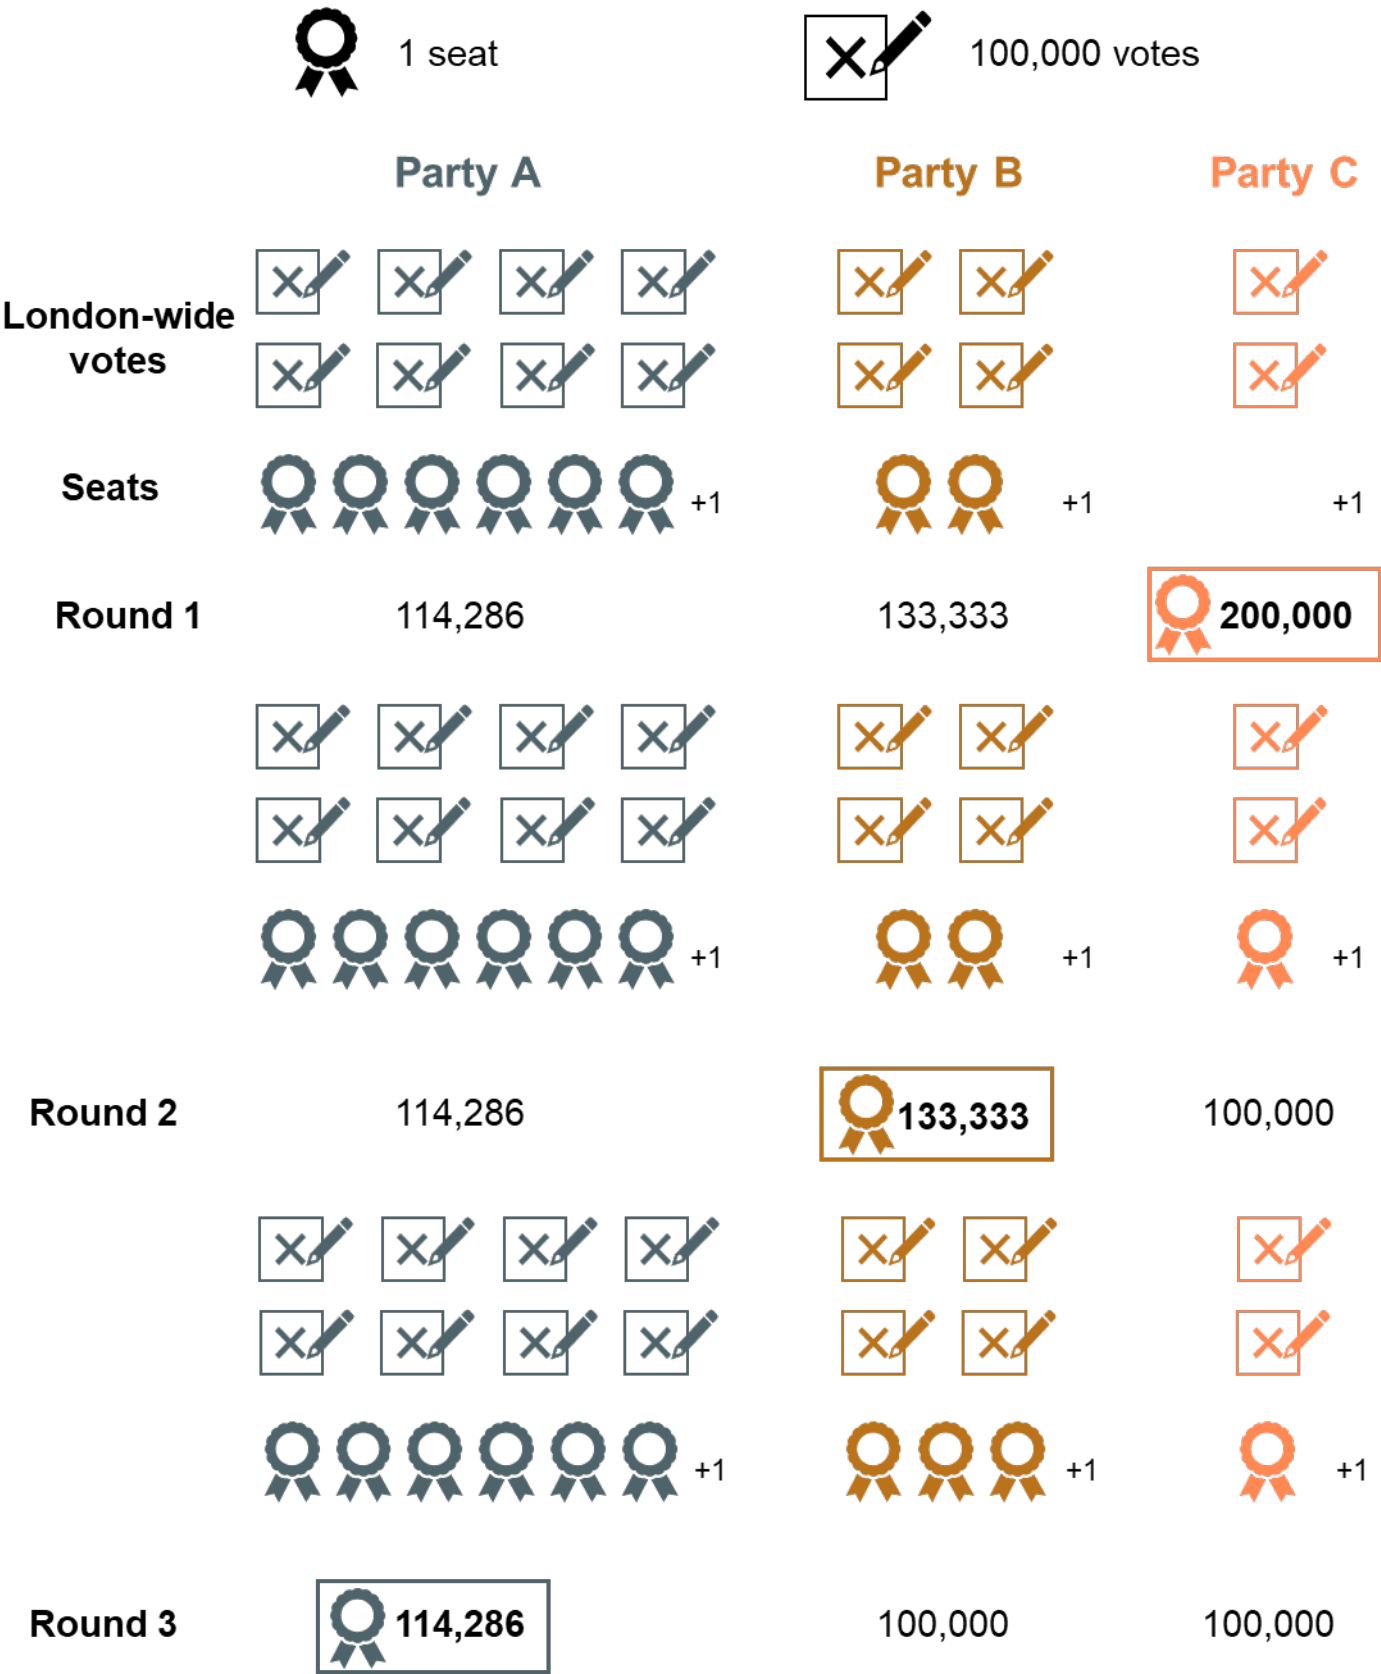 1 seat
100,000 votes
Party A
Party B
Party C
London-wide
votes
Seats
+1
+1
+1
Round 1
114,286
133,333
200,000
+1
+1
+1
Round 2
114,286
133,333
100,000
+1
+1
+1
Round 3
114,286
100,000
100,000